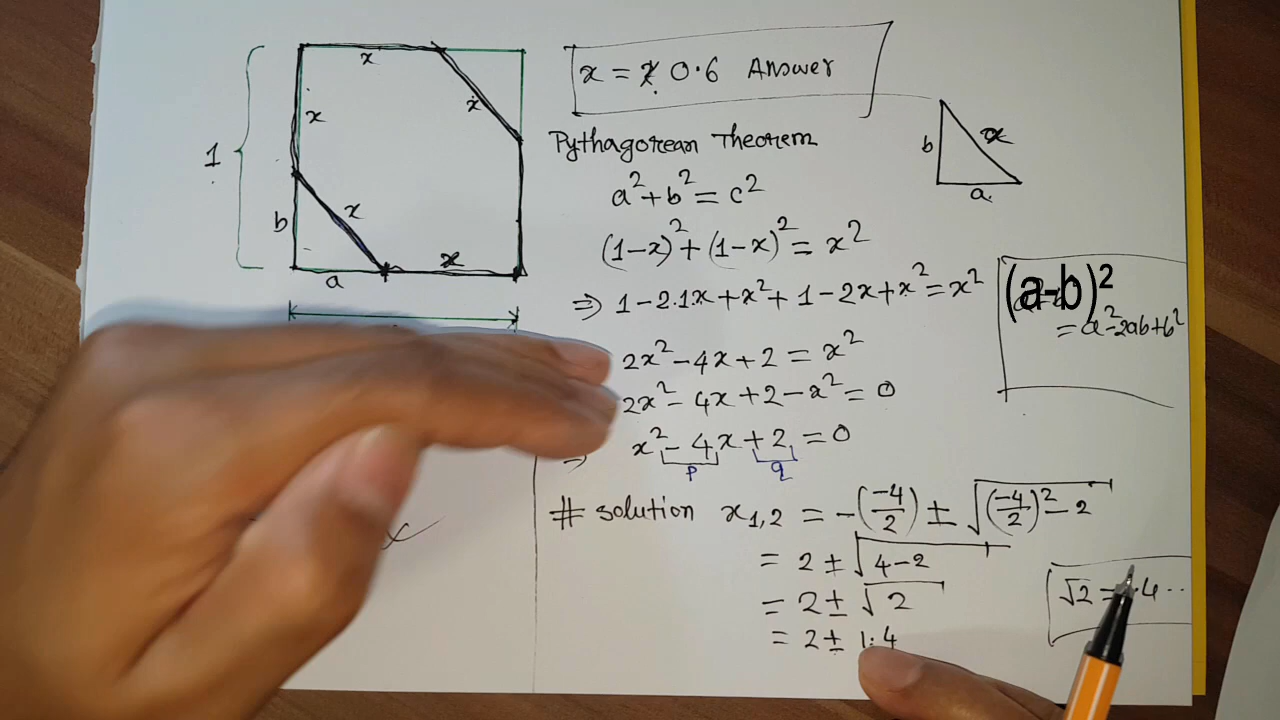 x
x
x
1
x
b
x
a
x = 0.6 Answer
Pythagorean Theorem
a²+b² = c²
(1-x)²+(1-x)² = x²
⇒ 1-2.1x+x²+1-2x+x² = x²
2x²-4x+2 = x²
2x²-4x+2-x² = 0
⇒ x²-4x+2 = 0
p q
# solution x₁,₂ = -(-4/2) ± √((-4/2)²-2
= 2 ± √4-2
= 2 ± √2
= 2 ± 1.4
b x
a
(a-b)²
= a²-2ab+b²
√2 = .4..
x